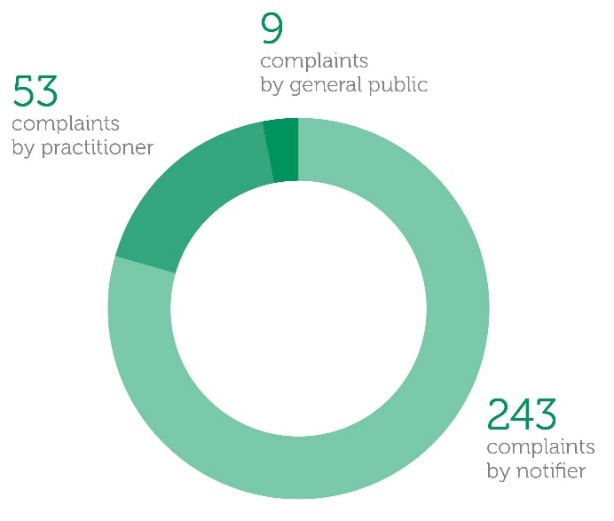 9
complaints
by general public
53
complaints
by practitioner
243
complaints
by notifier